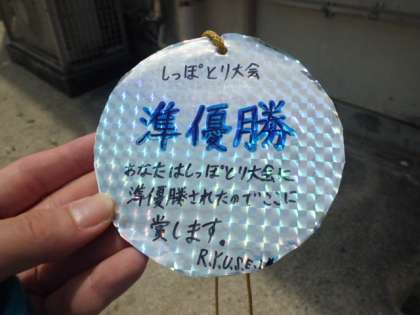 しっぽとり大会
準優勝
あなたはしっぽとり大会に
準優勝されたのでここに
賞します。
R.Y.U.S.E.I